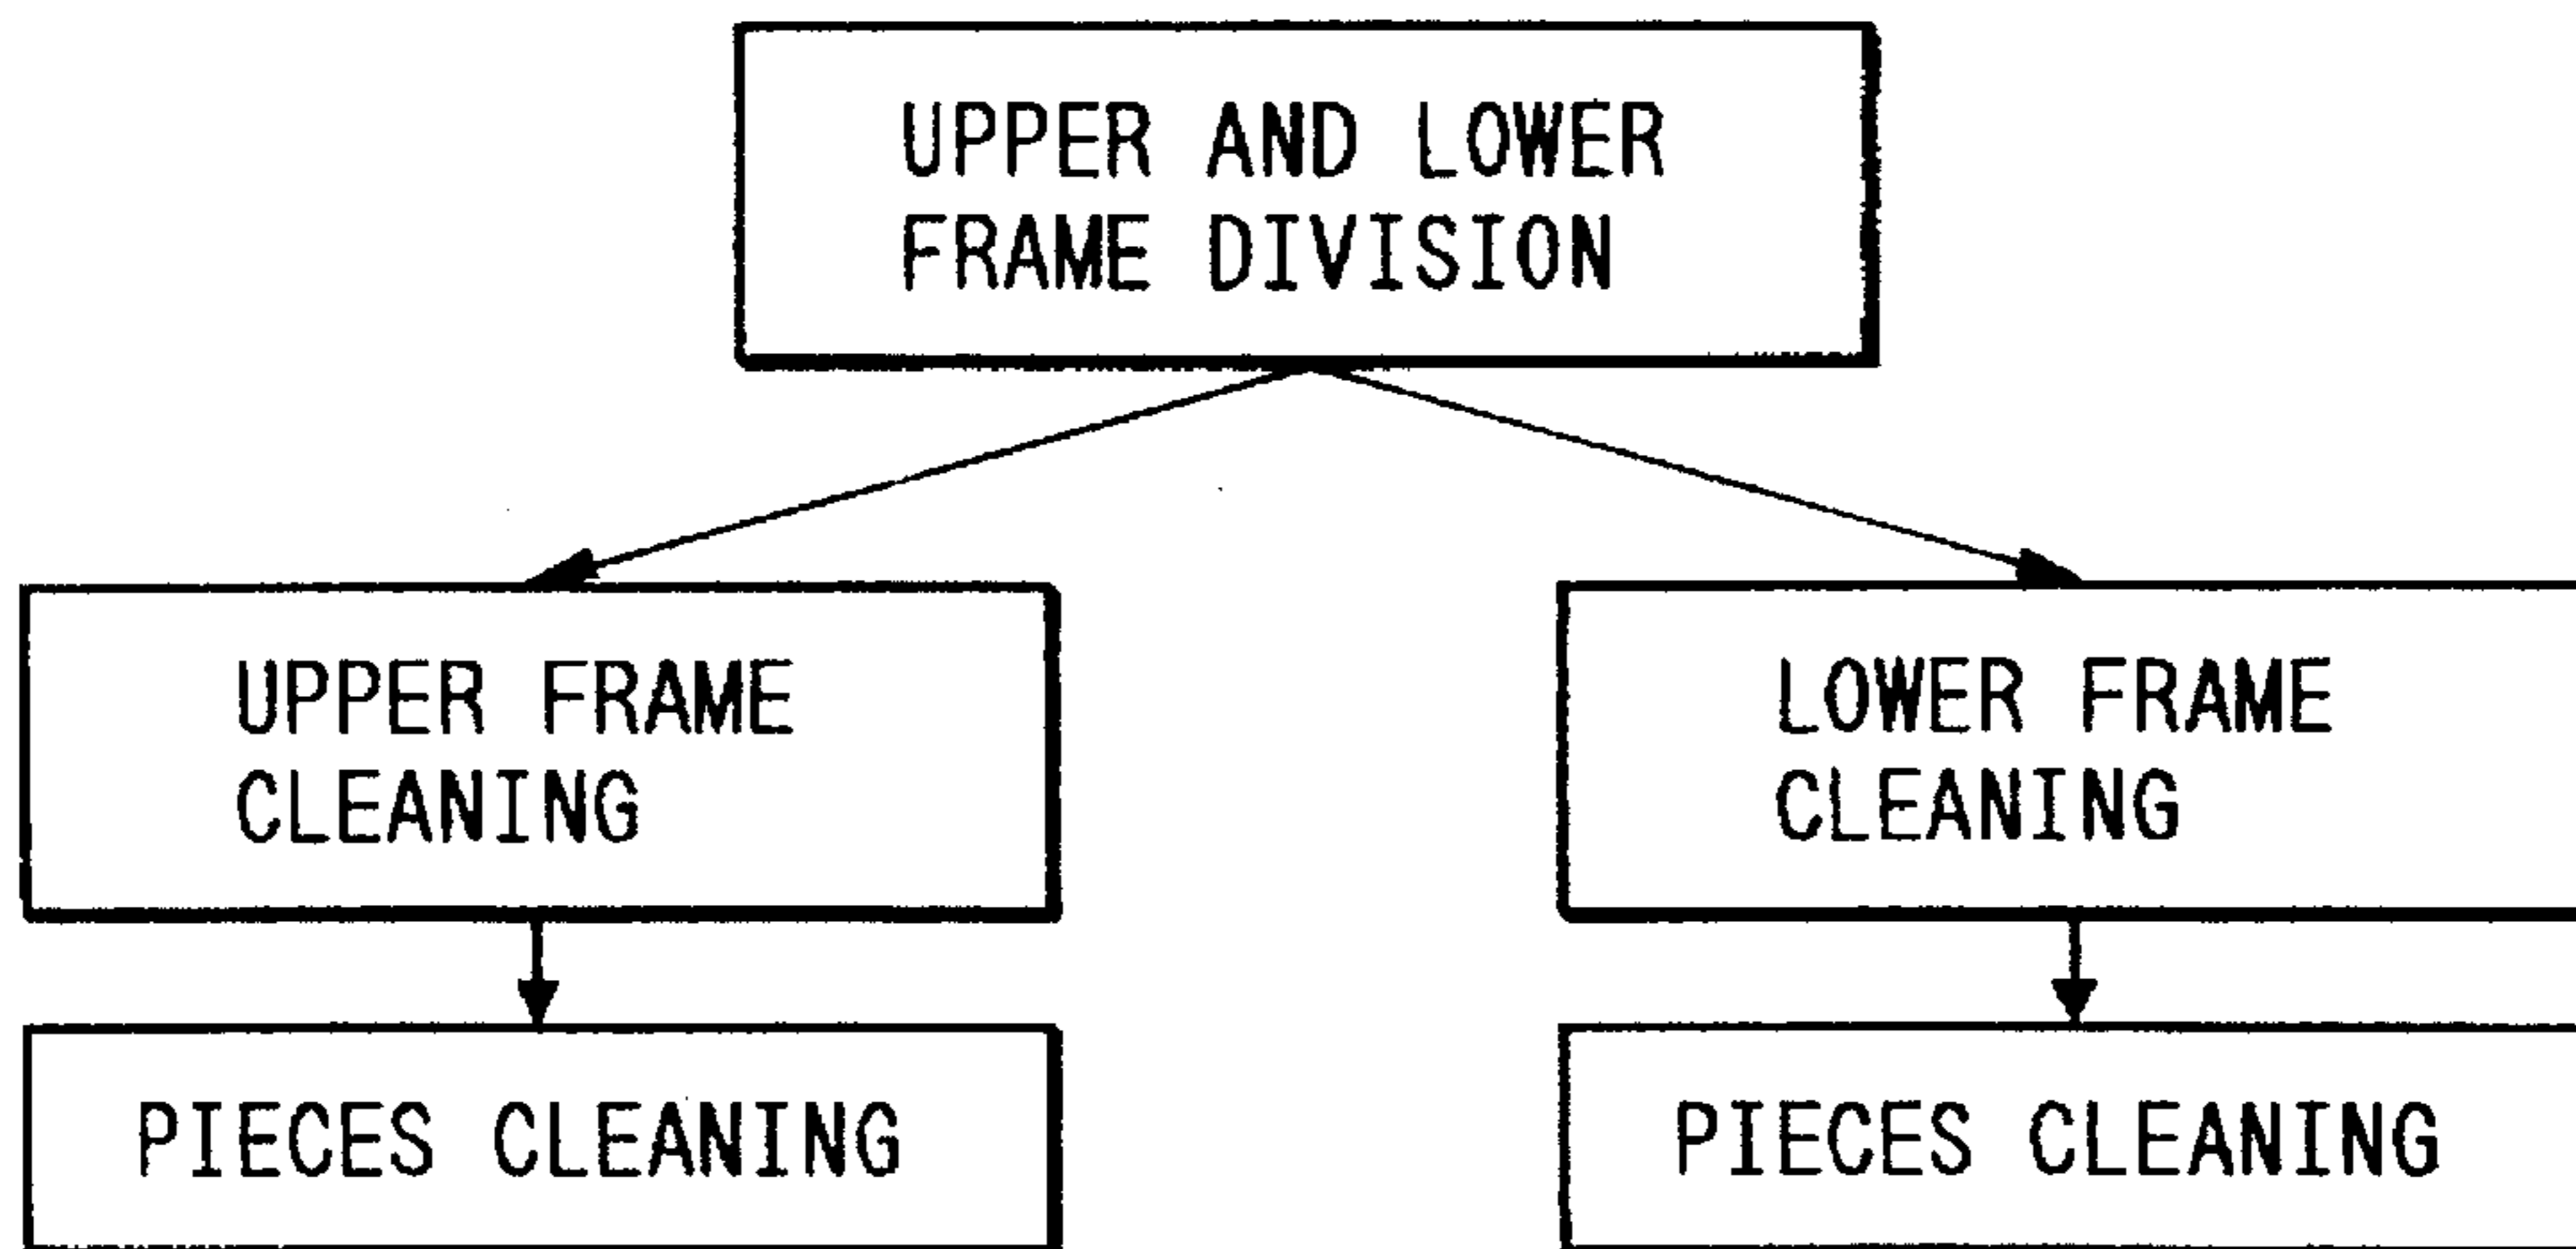 UPPER AND LOWER
FRAME DIVISION
UPPER FRAME
CLEANING
LOWER FRAME
CLEANING
PIECES CLEANING
PIECES CLEANING